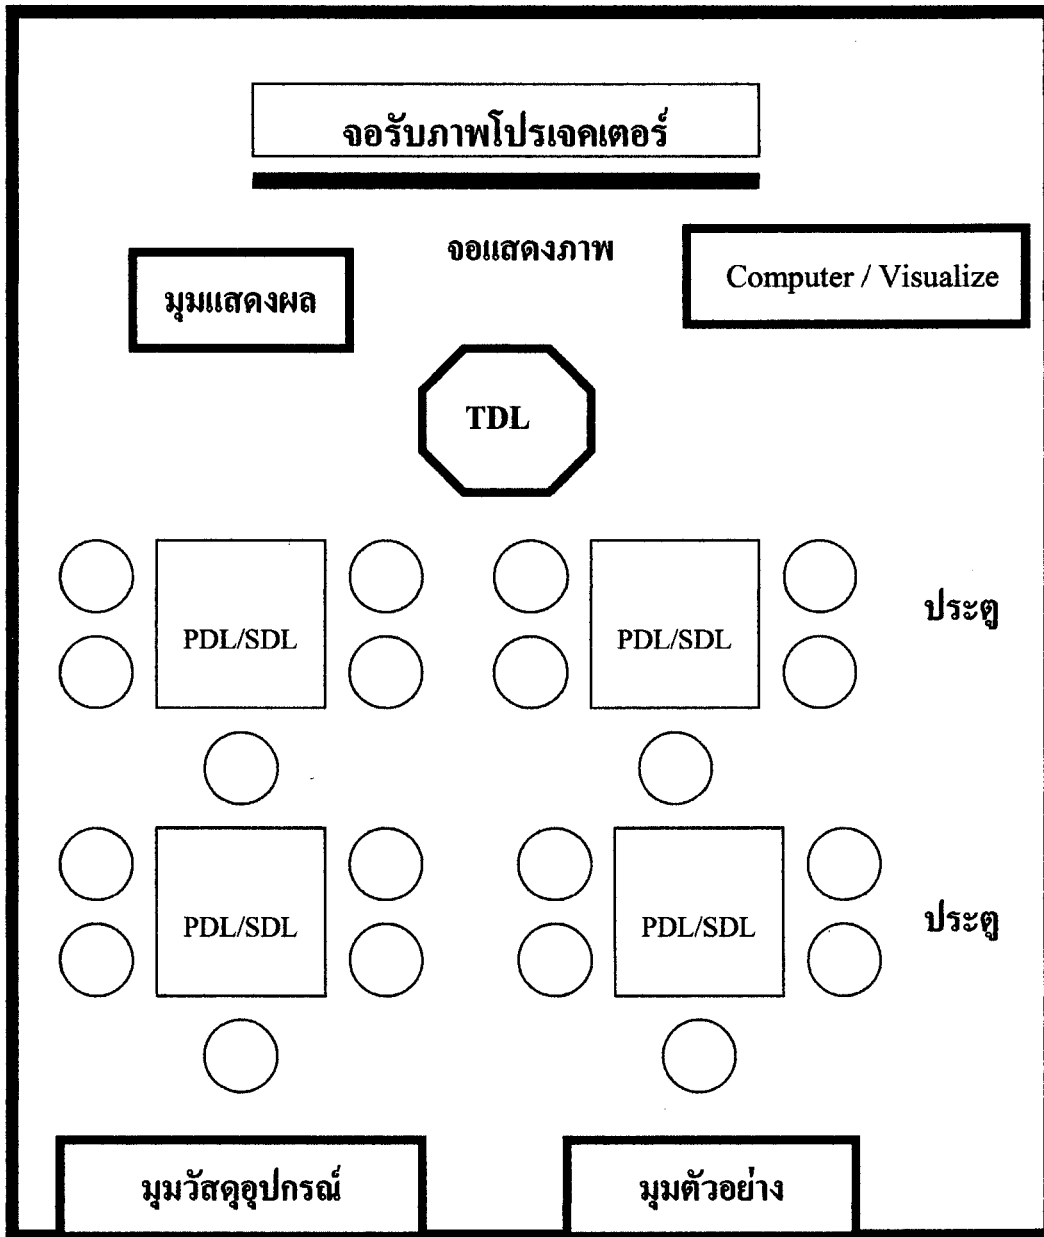 จอรับภาพโปรเจคเตอร์
จอแสดงภาพ
Computer / Visualize
มุมแสดงผล
TDL
PDL/SDL
PDL/SDL
ประตู
PDL/SDL
PDL/SDL
ประตู
มุมวัสดุอุปกรณ์
มุมตัวอย่าง